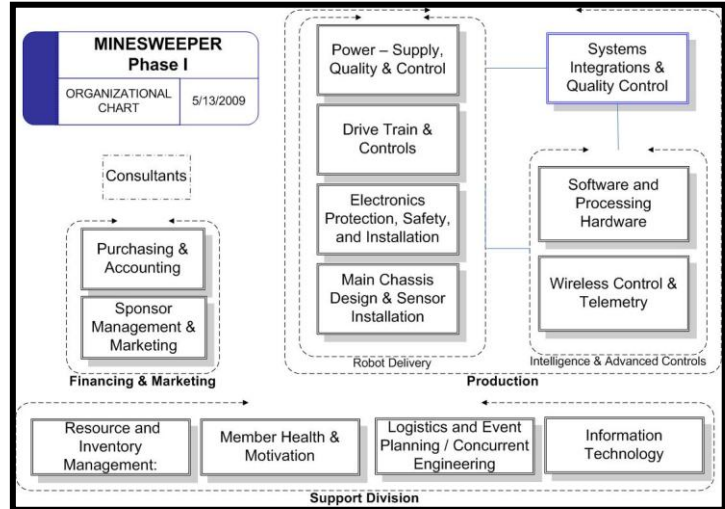 MINESWEEPER
Phase I
ORGANIZATIONAL
CHART
5/13/2009
Consultants
Purchasing &
Accounting
Sponsor
Management &
Marketing
Financing & Marketing
Power – Supply,
Quality & Control
Drive Train &
Controls
Electronics
Protection, Safety,
and Installation
Main Chassis
Design & Sensor
Installation
Robot Delivery
Systems
Integrations &
Quality Control
Software and
Processing
Hardware
Wireless Control &
Telemetry
Intelligence & Advanced Controls
Production
Resource and
Inventory
Management:
Member Health &
Motivation
Logistics and Event
Planning / Concurrent
Engineering
Information
Technology
Support Division